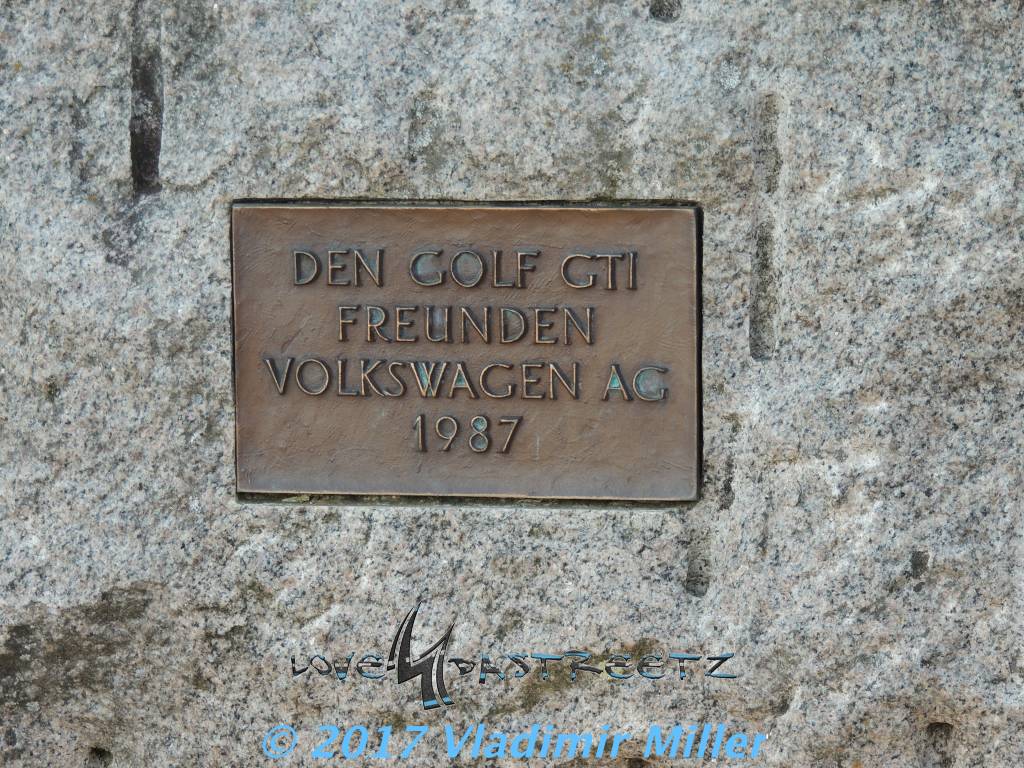 DEN GOLF GTI
FREUNDEN
VOLKSWAGEN AG
1987
LOVE4DASTREETZ
© 2017 Vladimir Miller